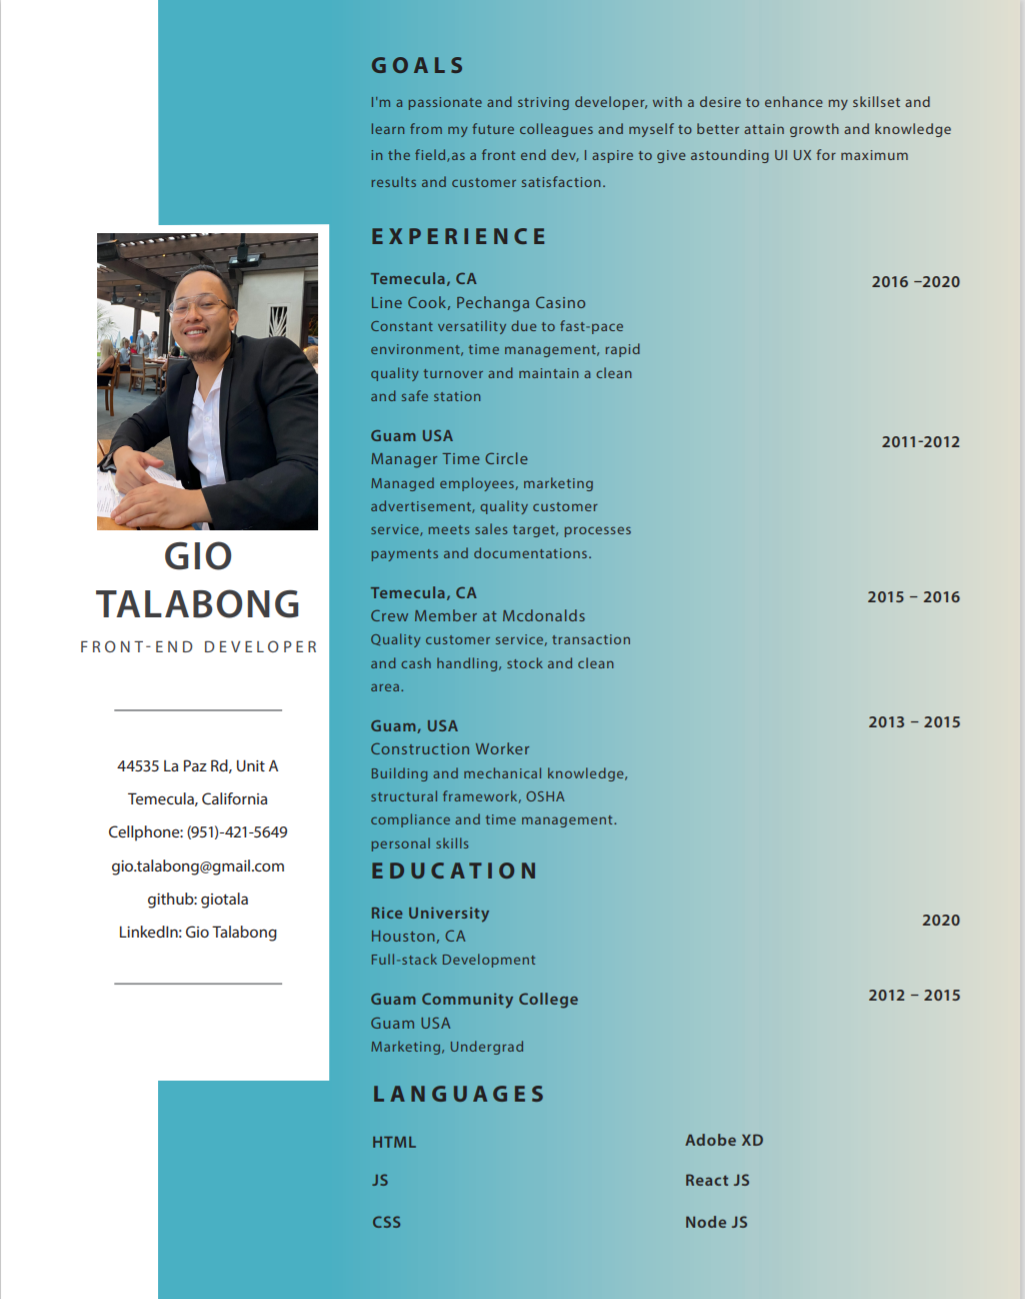 GOALS
I'm a passionate and striving developer, with a desire to enhance my skillset and
learn from my future colleagues and myself to better attain growth and knowledge
in the field,as a front end dev, I aspire to give astounding UI UX for maximum
results and customer satisfaction.
EXPERIENCE
Temecula, CA
2016 –2020
Line Cook, Pechanga Casino
Constant versatility due to fast-pace
environment, time management, rapid
quality turnover and maintain a clean
and safe station
Guam USA
2011-2012
Manager Time Circle
Managed employees, marketing
advertisement, quality customer
service, meets sales target, processes
payments and documentations.
Temecula, CA
2015 – 2016
Crew Member at Mcdonalds
Quality customer service, transaction
and cash handling, stock and clean
area.
Guam, USA
2013 – 2015
Construction Worker
Building and mechanical knowledge,
structural framework, OSHA
compliance and time management.
personal skills
EDUCATION
Rice University
2020
Houston, CA
Full-stack Development
Guam Community College
2012 – 2015
Guam USA
Marketing, Undergrad
LANGUAGES
HTML
Adobe XD
JS
React JS
CSS
Node JS
GIO
TALABONG
FRONT-END DEVELOPER
44535 La Paz Rd, Unit A
Temecula, California
Cellphone: (951)-421-5649
gio.talabong@gmail.com
github: giotala
LinkedIn: Gio Talabong